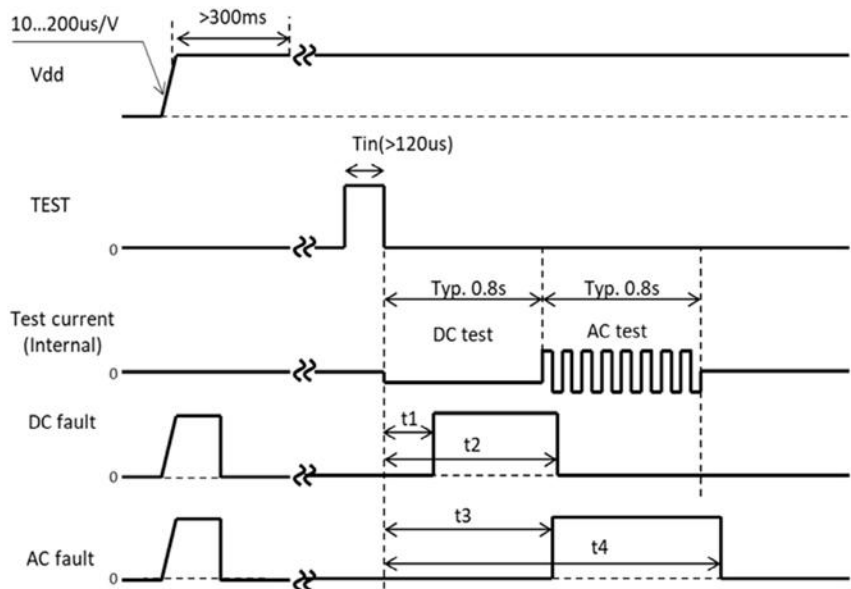 >300ms
10...200us/V
Vdd
Tin(>120us)
TEST
0
Typ. 0.8s
Typ. 0.8s
Test current
(Internal)
DC test
AC test
0
DC fault
t1
t2
0
t3
t4
AC fault
0